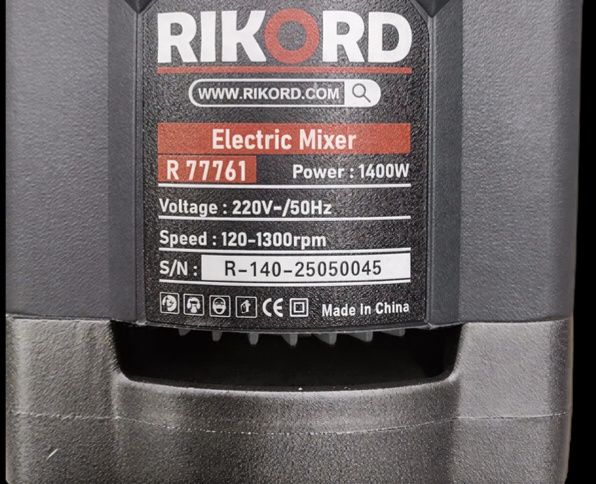 RIKORD
WWW.RIKORD.COM
Electric Mixer
R 77761 Power : 1400W
Voltage : 220V~/50Hz
Speed : 120-1300rpm
S/N : R-140-25050045
CE Made In China